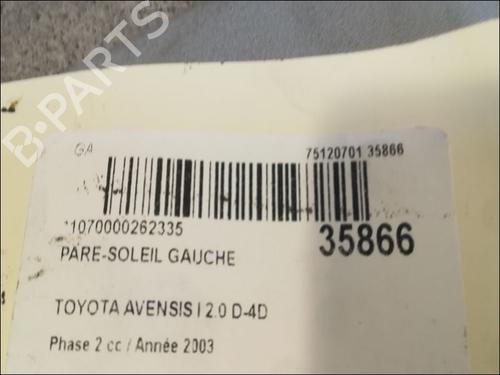 B-PARTS
GA
75120701 35866
*1070000262335
35866
PARE-SOLEIL GAUCHE
TOYOTA AVENSIS I 2.0 D-4D
Phase 2 cc / Année 2003